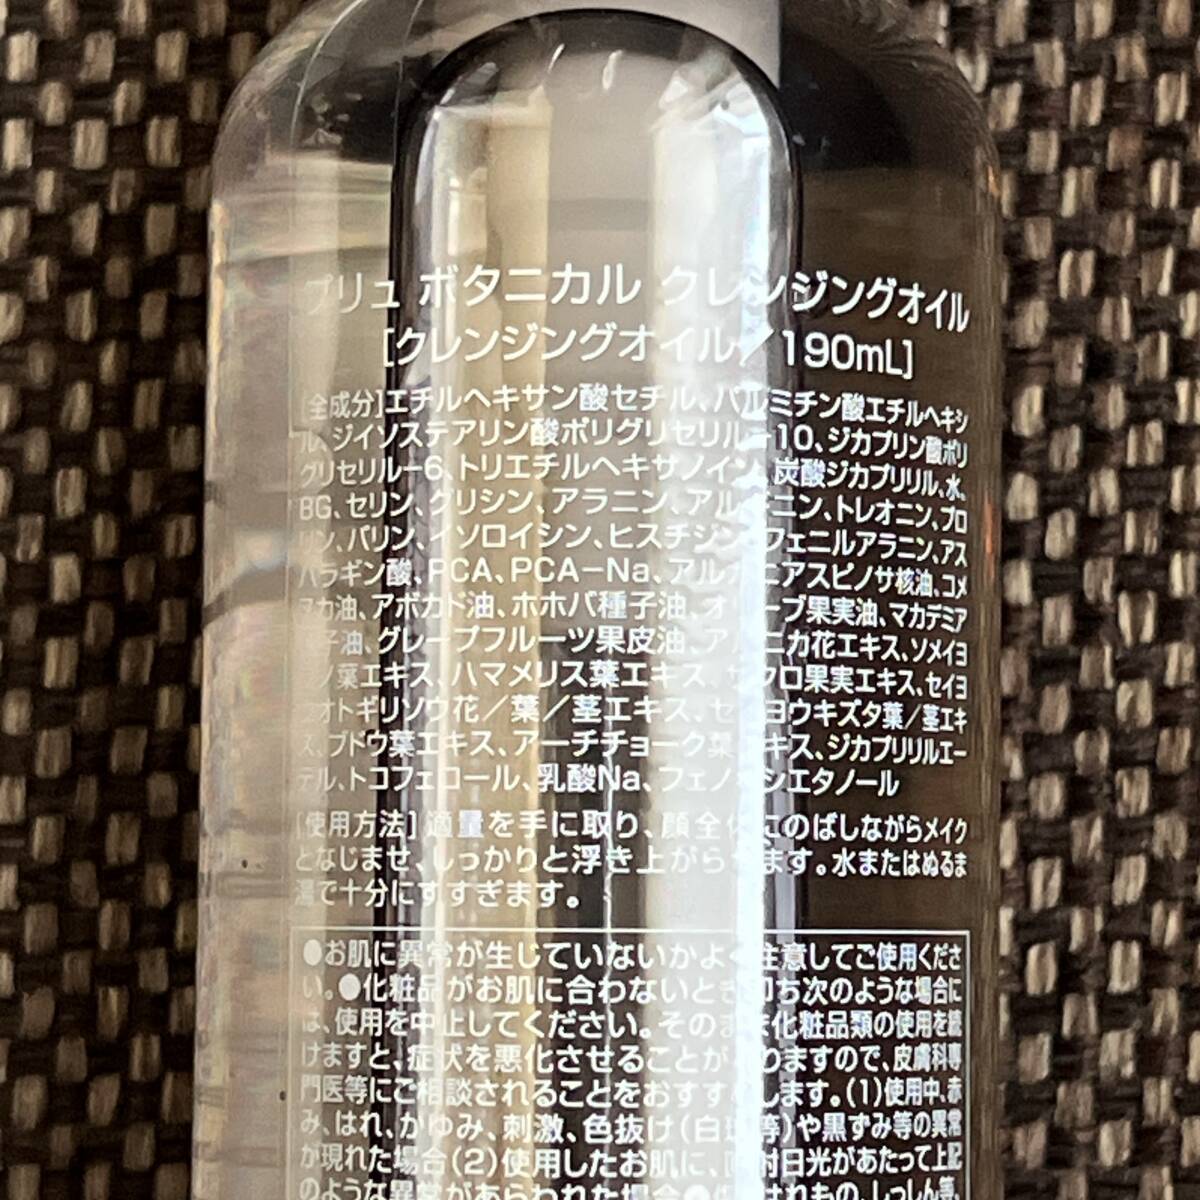 プリュ ボタニカル クレンジングオイル
[クレンジングオイル／190mL]
[全成分]エチルヘキサン酸セチル、パルミチン酸エチルヘキシ
ル、ジイソステアリン酸ポリグリセリル－10、ジカプリン酸ポリ
グリセリル－6、トリエチルヘキサノイン、炭酸ジカプリリル、水、
BG、セリン、グリシン、アラニン、アルギニン、トレオニン、プロ
リン、バリン、イソロイシン、ヒスチジン、フェニルアラニン、アス
パラギン酸、PCA、PCA－Na、アルガニアスピノサ核油、コメ
ヌカ油、アボカド油、ホホバ種子油、オリーブ果実油、マカデミア
種子油、グレープフルーツ果皮油、アルニカ花エキス、ソメイヨ
シノ葉エキス、ハマメリス葉エキス、ザクロ果実エキス、セイヨ
ウオトギリソウ花／葉／茎エキス、セイヨウキズタ葉／茎エキ
ス、ブドウ葉エキス、アーチチョーク葉エキス、ジカプリリルエー
テル、トコフェロール、乳酸Na、フェノキシエタノール
[使用方法]適量を手に取り、顔全体にのばしながらメイク
となじませ、しっかりと浮き上がらせます。水またはぬるま
湯で十分にすすぎます。
●お肌に異常が生じていないかよく注意してご使用くださ
い。●化粧品がお肌に合わないとき即ち次のような場合に
は、使用を中止してください。そのまま化粧品類の使用を続
けますと、症状を悪化させることがありますので、皮膚科専
門医等にご相談されることをおすすめします。(1)使用中、赤
み、はれ、かゆみ、刺激、色抜け(白斑等)や黒ずみ等の異常
が現れた場合(2)使用したお肌に、直射日光があたって上記
のような異常があらわれた場合●傷やはれもの、しっしん等、